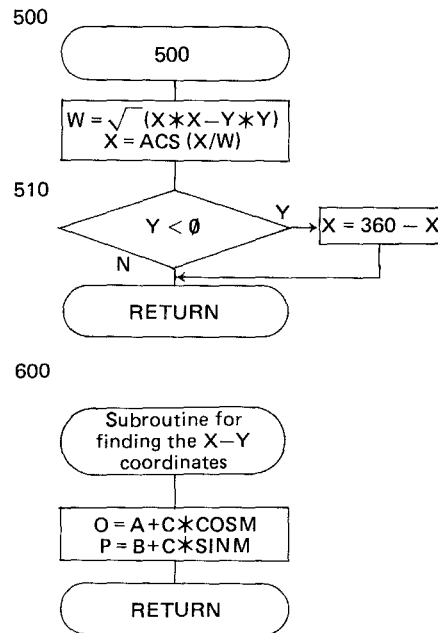 500
500
W = √‾ (X✱X–Y✱Y)
X = ACS (X/W)
510
Y < Ø
Y
X = 360 – X
N
RETURN
600
Subroutine for
finding the X–Y
coordinates
O = A+C✱COSM
P = B+C✱SINM
RETURN